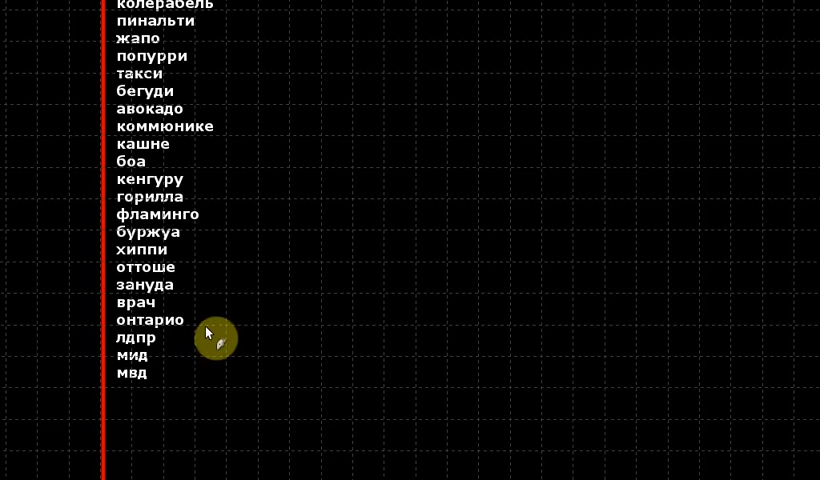 колерабель
пинальти
жапо
попурри
такси
бегуди
авокадо
коммюнике
кашне
боа
кенгуру
горилла
фламинго
буржуа
хиппи
оттоше
зануда
врач
онтарио
лдпр
мид
мвд